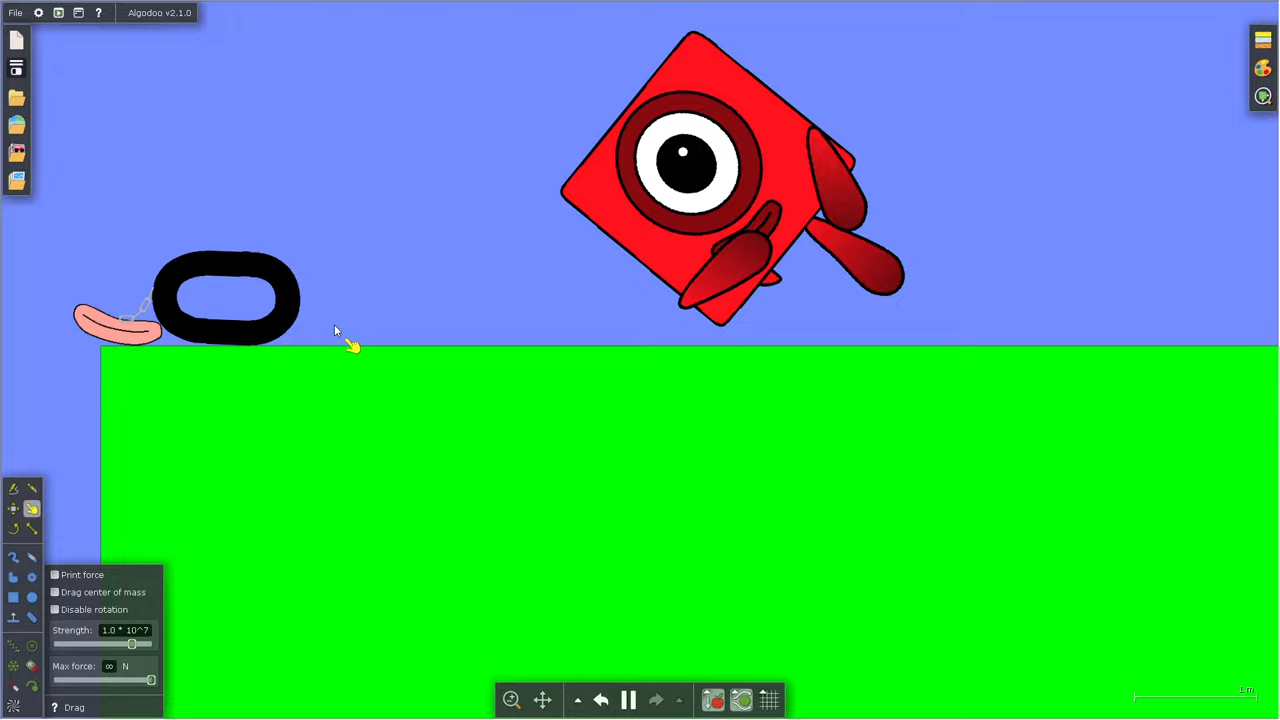 File
?
Algodoo v2.1.0
Print force
Drag center of mass
Disable rotation
Strength: 1.0 * 10^7
Max force: ∞ N
? Drag
1 m